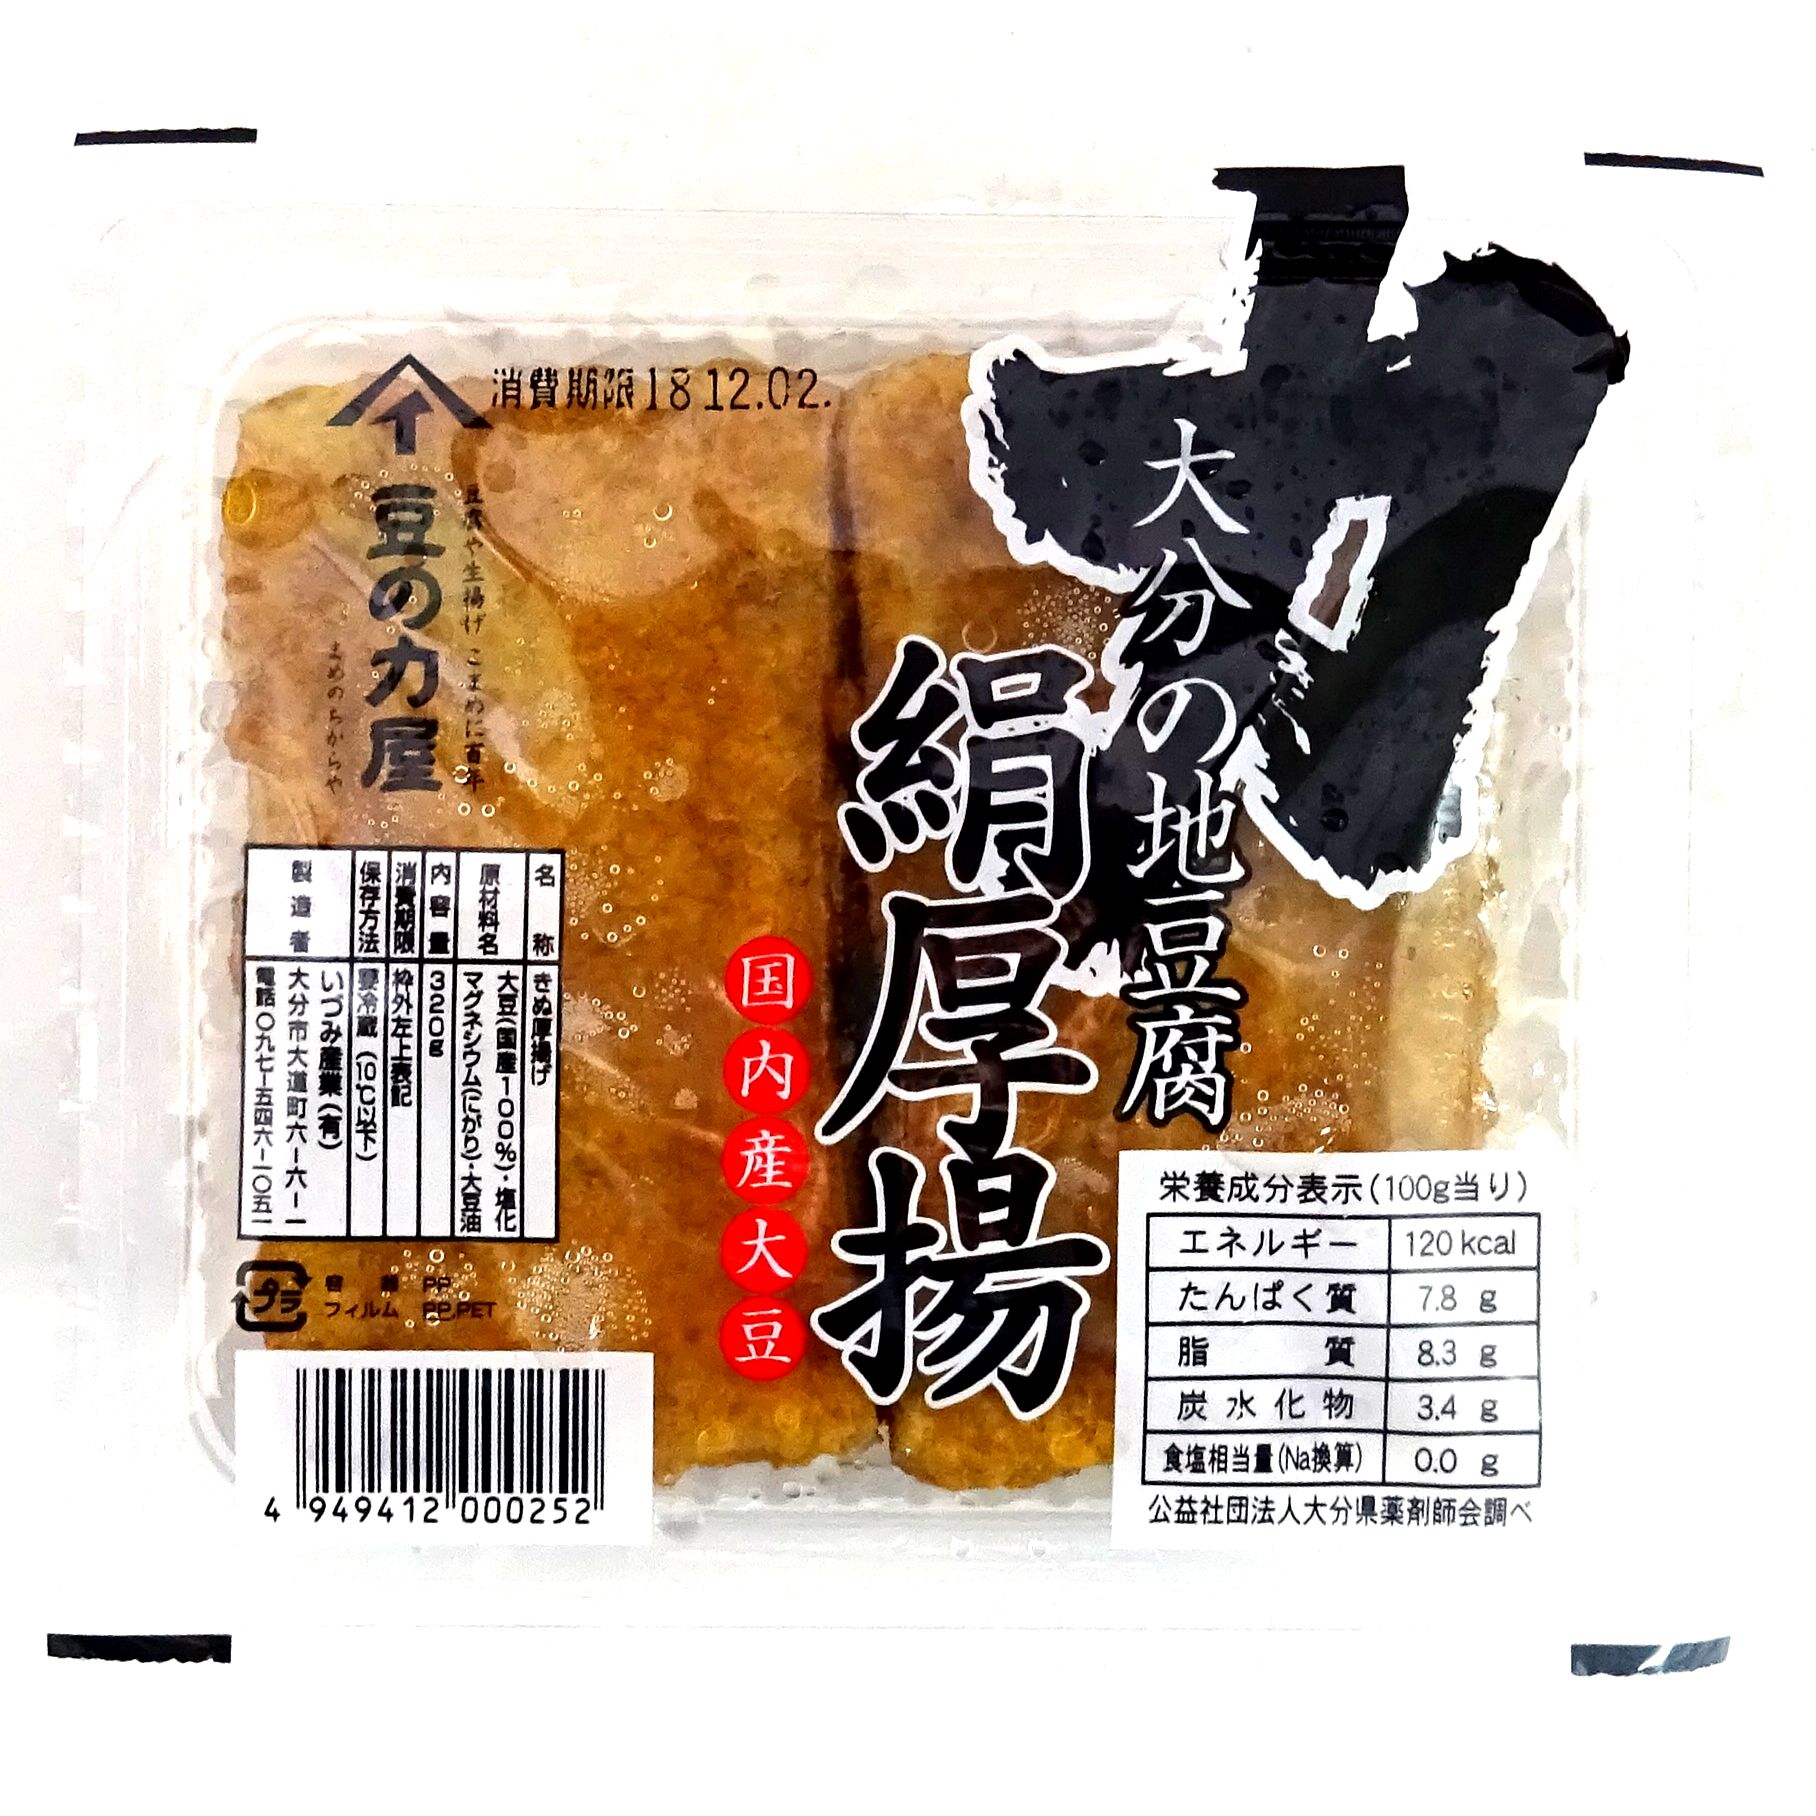 力
大分の地豆腐
絹厚揚
国内産大豆
消費期限18 12.02.
豆腐や生揚げ こまめに百年
豆の力屋
まめのちからや
名称 きぬ厚揚げ
原材料名 大豆(国産100%)・塩化
マグネシウム(にがり)・大豆油
内容量 320g
消費期限 枠外左上表記
保存方法 要冷蔵(10℃以下)
製造者 いづみ産業(有)
大分市大道町六ー六ー一
電話〇九七ー五四六ー一〇五一
プラ
容器 PP
フィルム PP,PET
4 949412 000252
栄養成分表示(100g当り)
エネルギー 120 kcal
たんぱく質 7.8 g
脂質 8.3 g
炭水化物 3.4 g
食塩相当量(Na換算) 0.0 g
公益社団法人大分県薬剤師会調べ